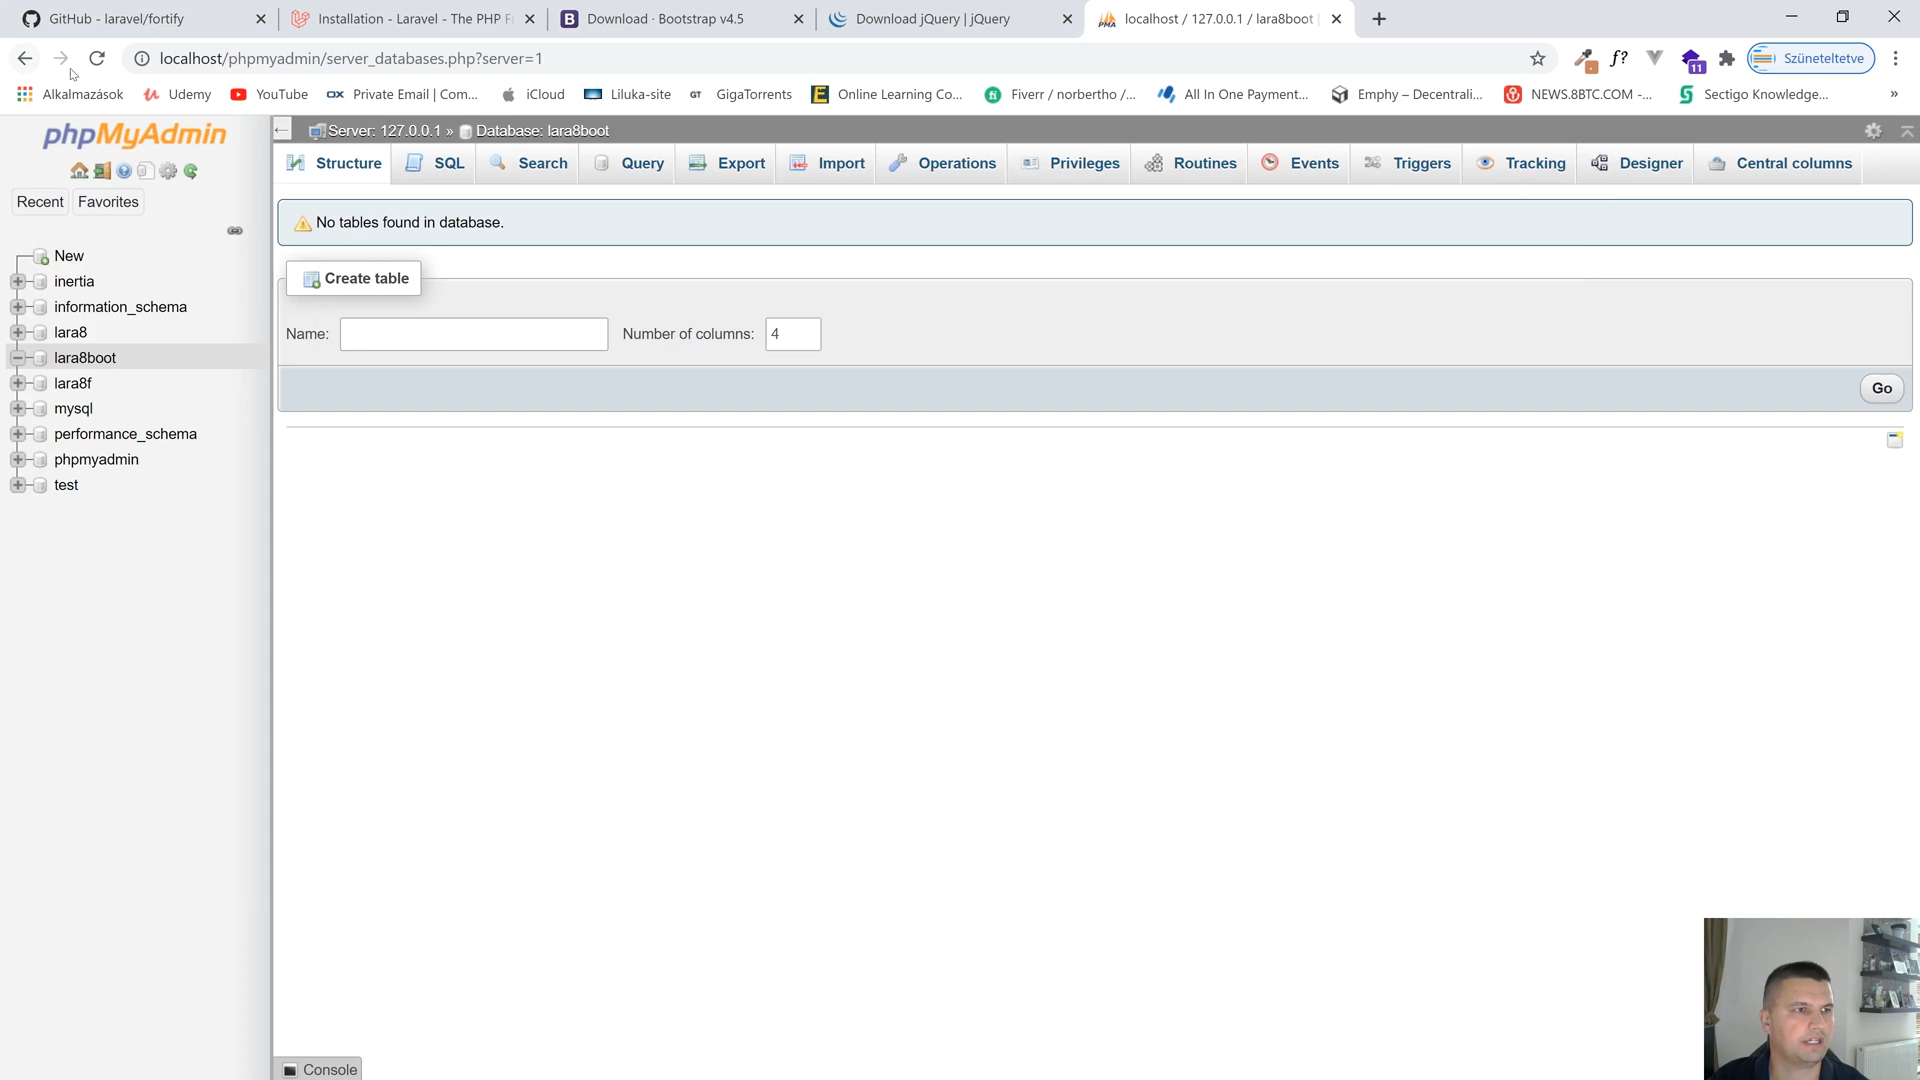 GitHub - laravel/fortify
Installation - Laravel - The PHP F
Download · Bootstrap v4.5
Download jQuery | jQuery
localhost / 127.0.0.1 / lara8boot |
localhost/phpmyadmin/server_databases.php?server=1
f?
11
Szüneteltetve
Alkalmazások
Udemy
YouTube
OX Private Email | Com...
iCloud
Liluka-site
GT GigaTorrents
E Online Learning Co...
fi Fiverr / norbertho /...
All In One Payment...
Emphy – Decentrali...
NEWS.8BTC.COM -...
Sectigo Knowledge...
»
phpMyAdmin
Recent
Favorites
New
inertia
information_schema
lara8
lara8boot
lara8f
mysql
performance_schema
phpmyadmin
test
Server: 127.0.0.1 » Database: lara8boot
Structure
SQL
Search
Query
Export
Import
Operations
Privileges
Routines
Events
Triggers
Tracking
Designer
Central columns
No tables found in database.
Create table
Name:
Number of columns: 4
Go
Console